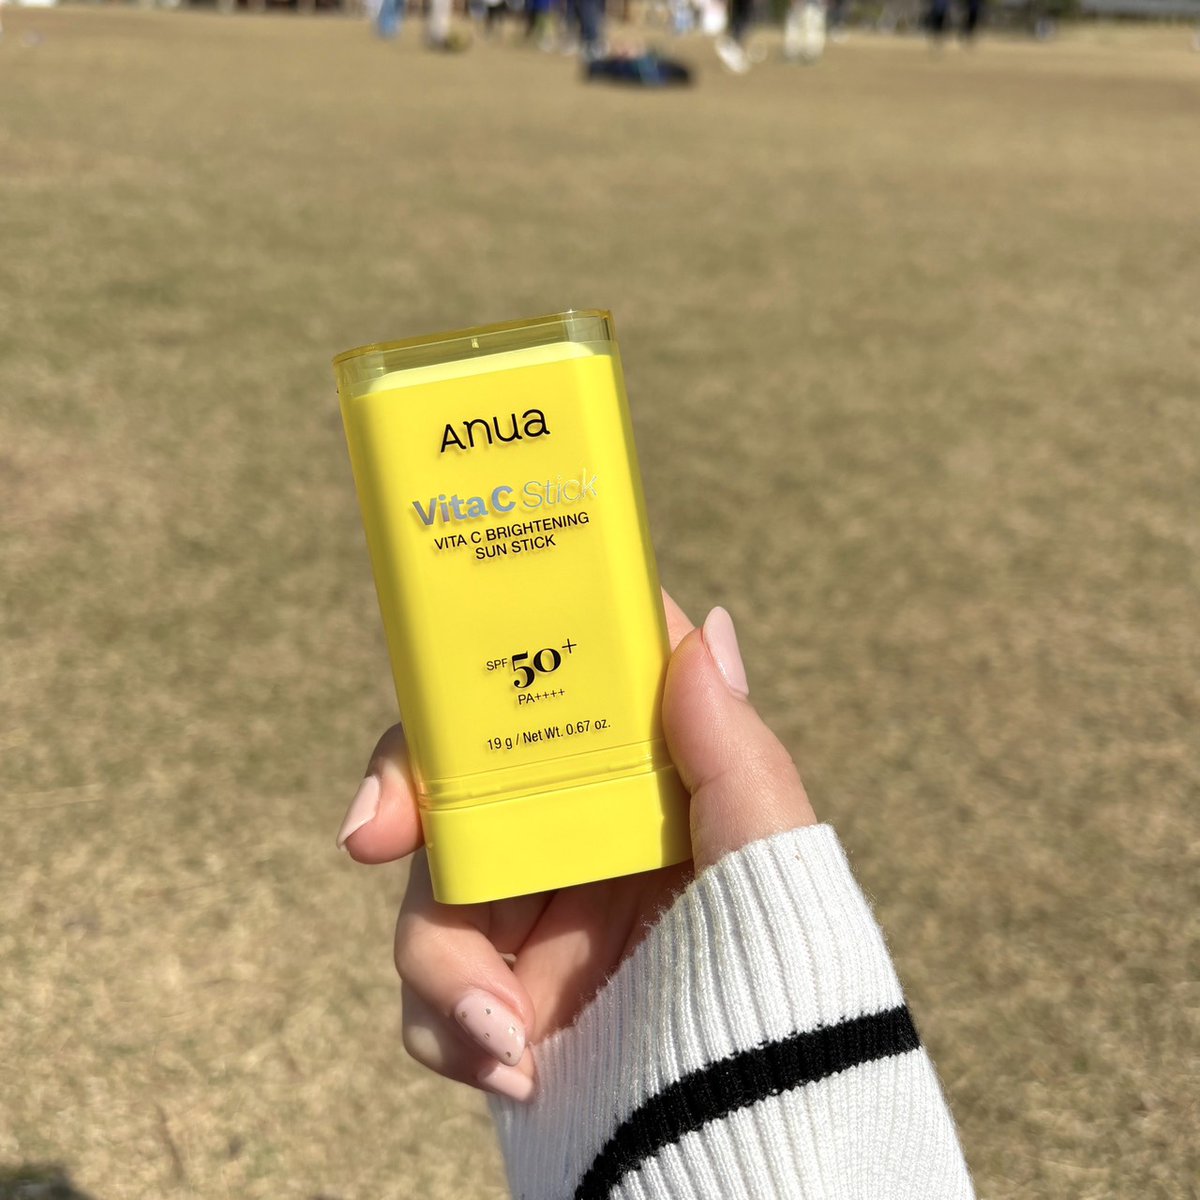 Anua
Vita C Stick
VITA C BRIGHTENING
SUN STICK
SPF 50+
PA++++
19 g / Net Wt. 0.67 oz.